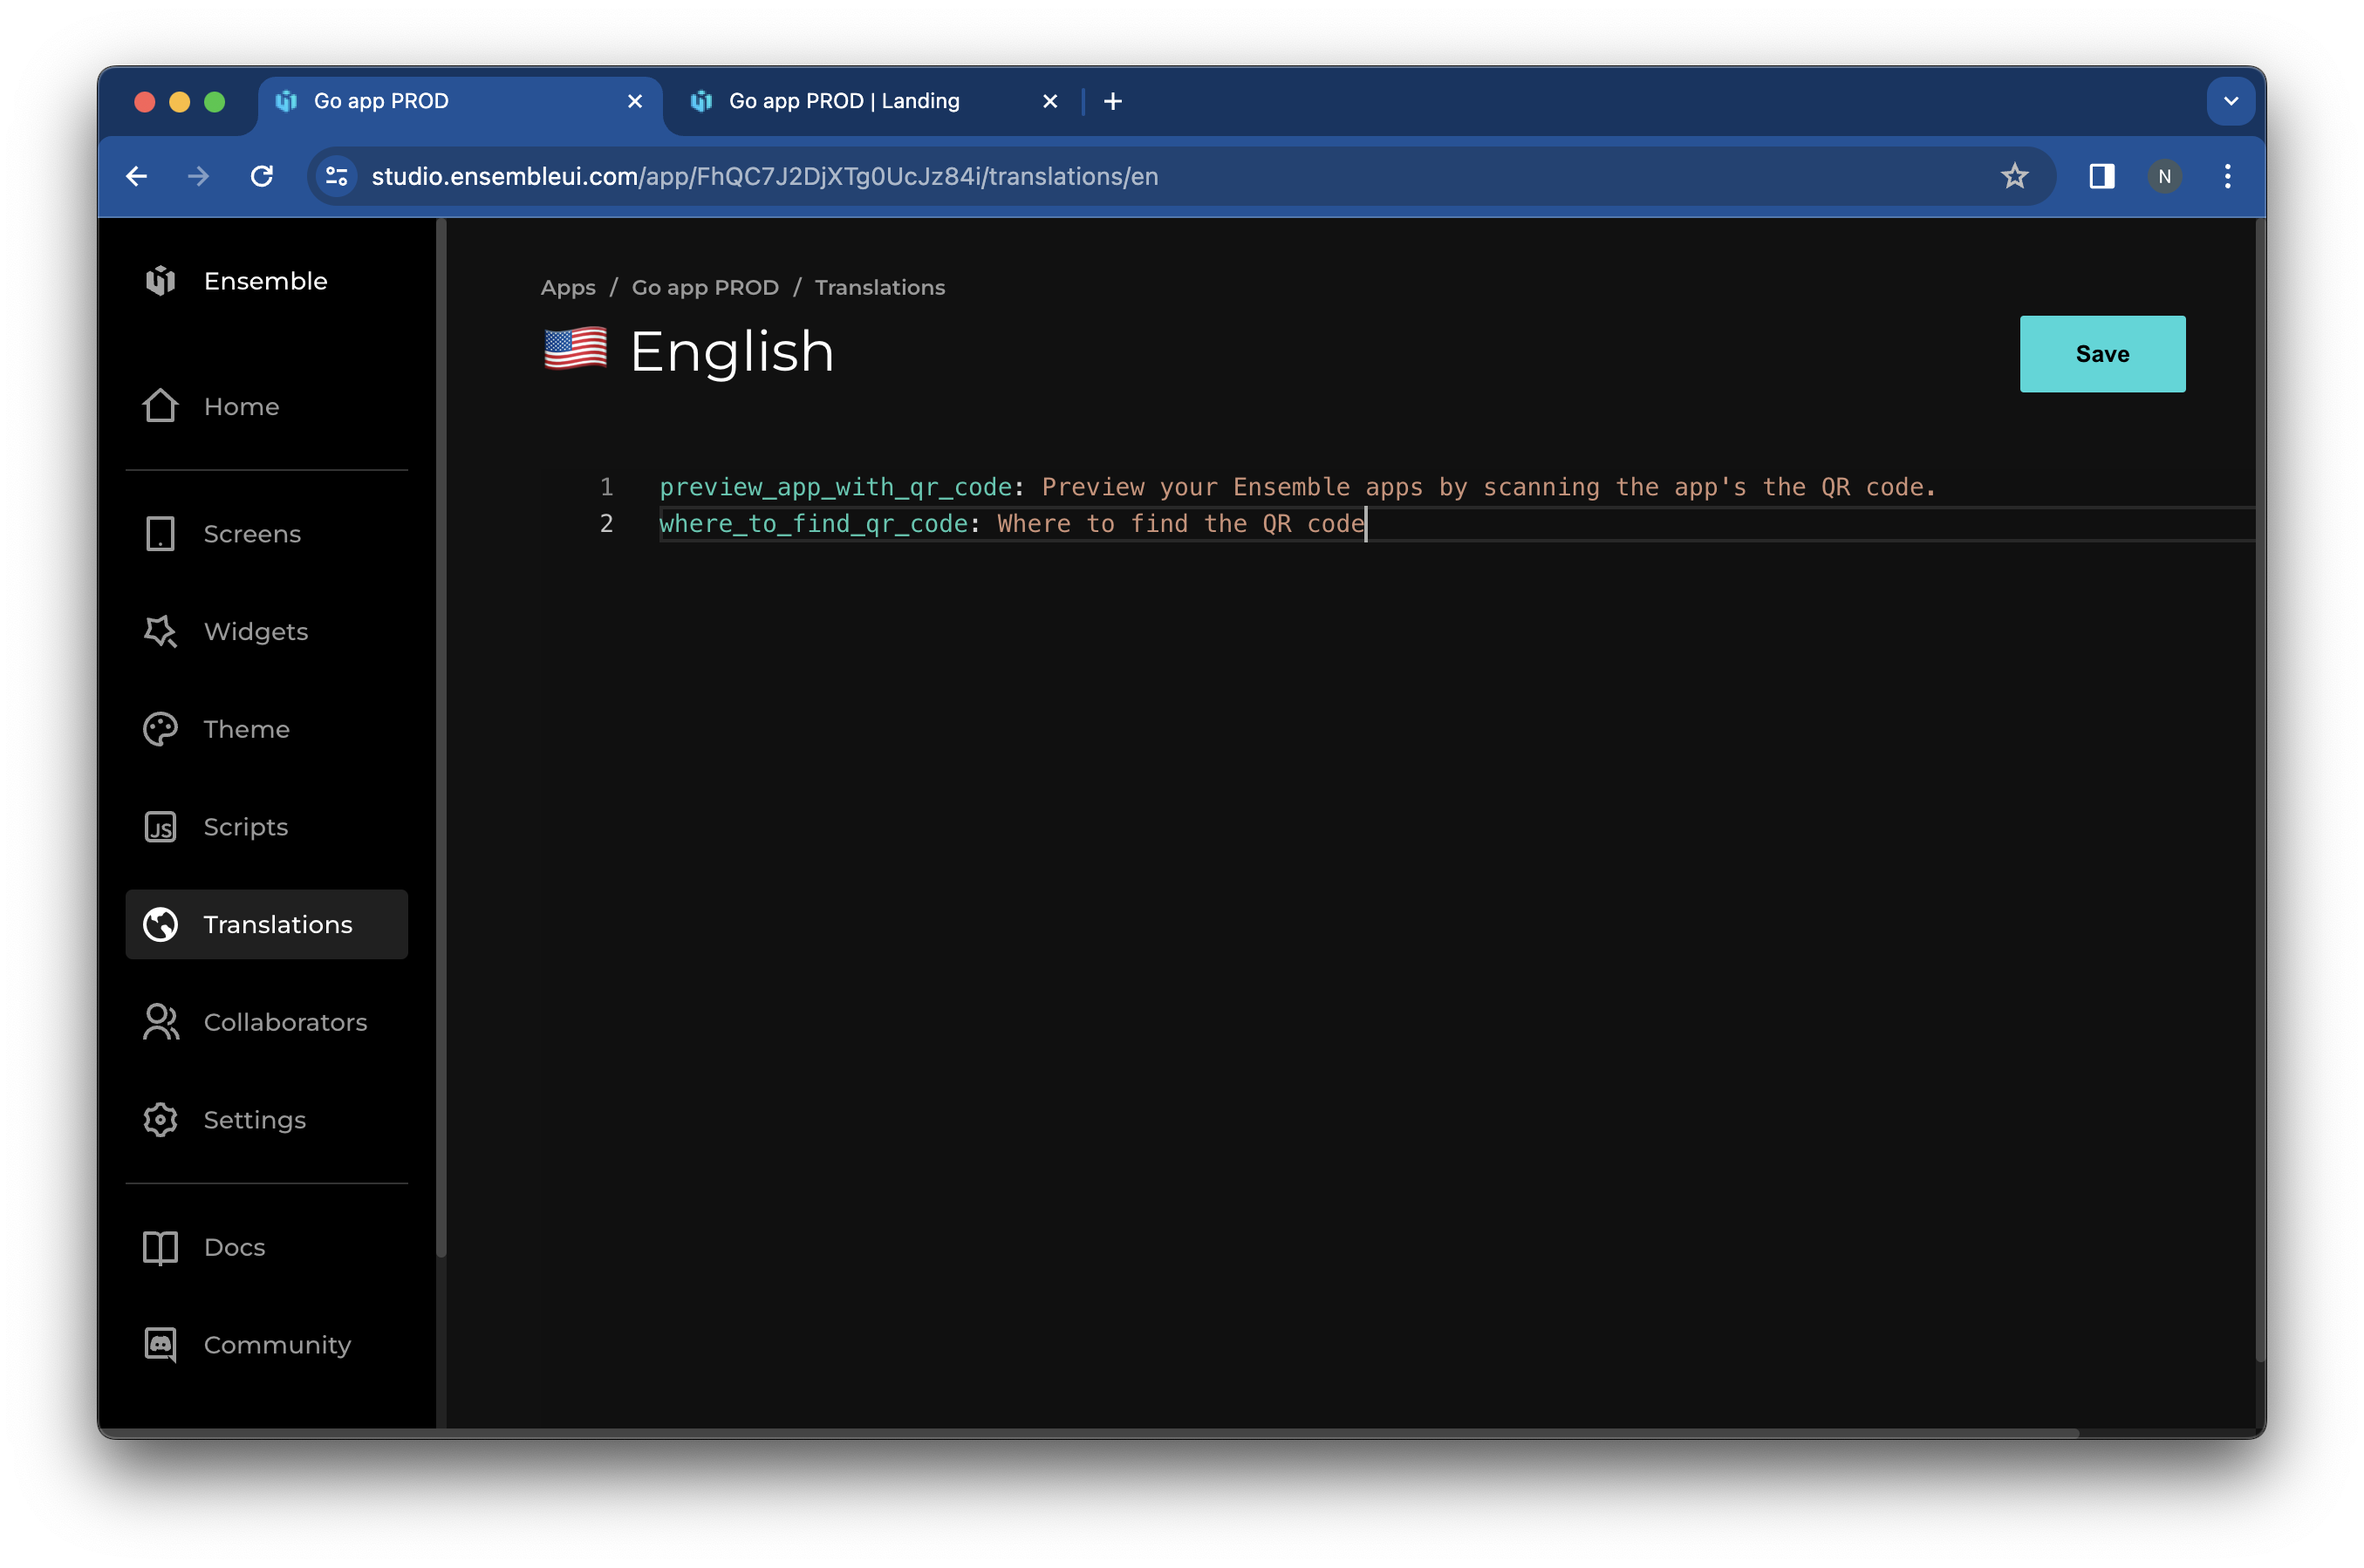 Go app PROD
Go app PROD | Landing
studio.ensembleui.com/app/FhQC7J2DjXTg0UcJz84i/translations/en
N
Ensemble
Home
Screens
Widgets
Theme
JS Scripts
Translations
Collaborators
Settings
Docs
Community
Apps / Go app PROD / Translations
English
Save
1 preview_app_with_qr_code: Preview your Ensemble apps by scanning the app's the QR code.
2 where_to_find_qr_code: Where to find the QR code